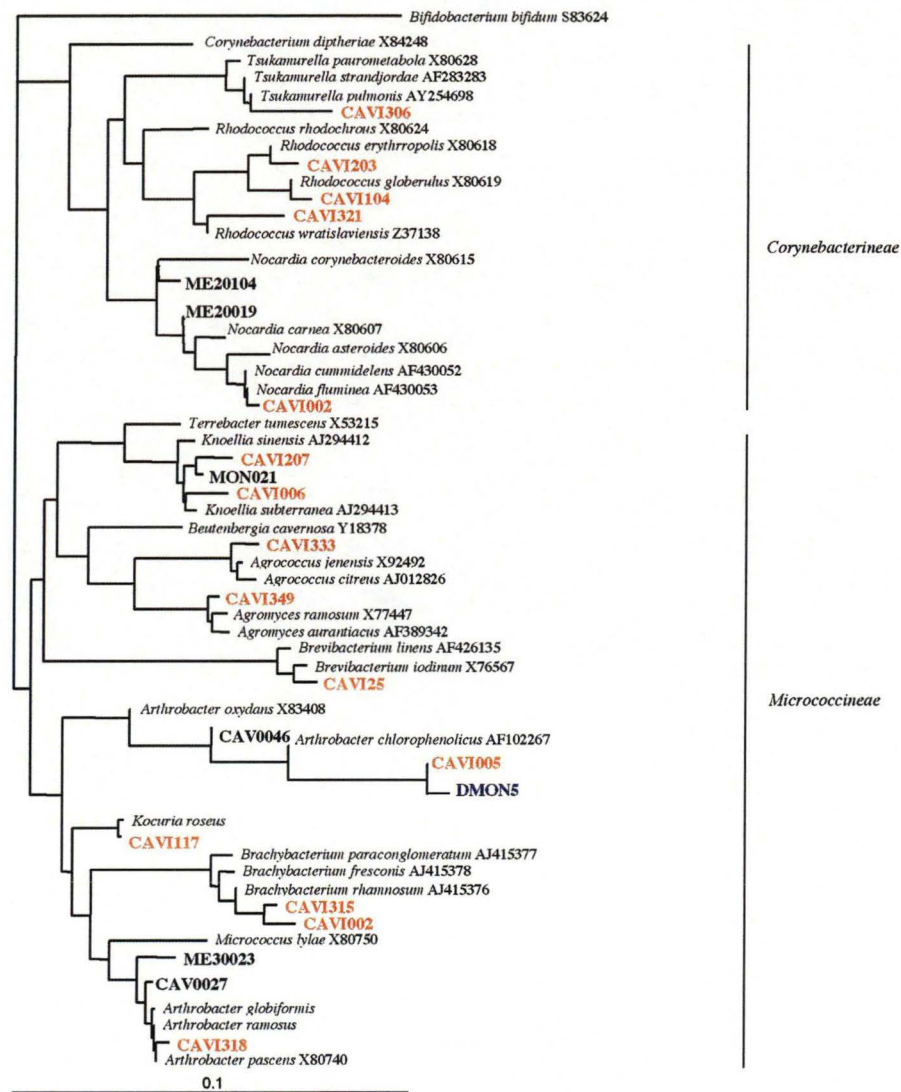 Bifidobacterium bifidum S83624
Corynebacterium diptheriae X84248
Tsukamurella paurometabola X80628
Tsukamurella strandjordae AF283283
Tsukamurella pulmonis AY254698
CAVI306
Rhodococcus rhodochrous X80624
Rhodococcus erythrropolis X80618
CAVI203
Rhodococcus globerulus X80619
CAVI104
CAVI321
Rhodococcus wratislaviensis Z37138
Nocardia corynebacteroides X80615
Corynebacterineae
ME20104
ME20019
Nocardia carnea X80607
Nocardia asteroides X80606
Nocardia cummidelens AF430052
Nocardia fluminea AF430053
CAVI002
Terrebacter tumescens X53215
Knoellia sinensis AJ294412
CAVI207
MON021
CAVI006
Knoellia subterranea AJ294413
Beutenbergia cavernosa Y18378
CAVI333
Agrococcus jenensis X92492
Agrococcus citreus AJ012826
CAVI349
Agromyces ramosum X77447
Agromyces aurantiacus AF389342
Brevibacterium linens AF426135
Brevibacterium iodinum X76567
CAVI25
Micrococcineae
Arthrobacter oxydans X83408
CAV0046
Arthrobacter chlorophenolicus AF102267
CAVI005
DMON5
Kocuria roseus
CAVI117
Brachybacterium paraconglomeratum AJ415377
Brachybacterium fresconis AJ415378
Brachybacterium rhamnosum AJ415376
CAVI315
CAVI002
Micrococcus lylae X80750
ME30023
CAV0027
Arthrobacter globiformis
Arthrobacter ramosus
CAVI318
Arthrobacter pascens X80740
0.1